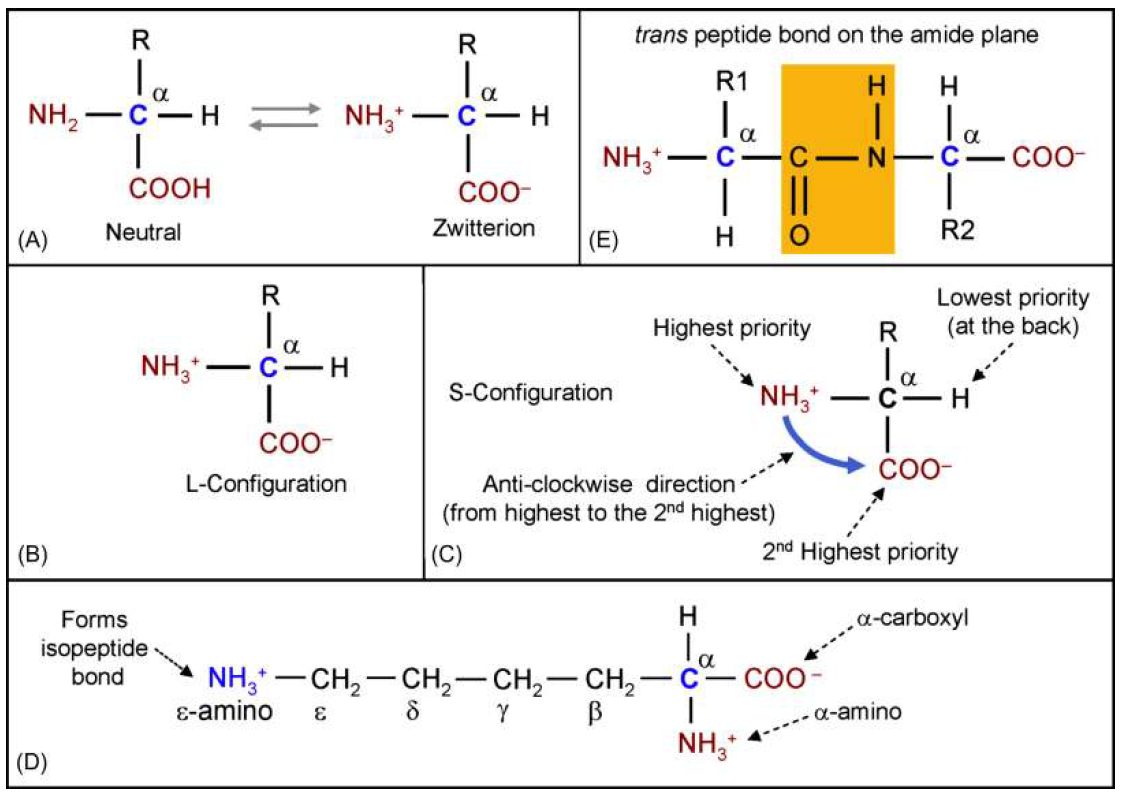 R
α
NH₂
C
H
COOH
Neutral
R
α
NH₃⁺
C
H
COO⁻
Zwitterion
(A)
trans peptide bond on the amide plane
R1
H
H
α
α
NH₃⁺
C
C
N
C
COO⁻
H
O
R2
(E)
R
α
NH₃⁺
C
H
COO⁻
L-Configuration
(B)
Lowest priority
(at the back)
Highest priority
R
α
S-Configuration
NH₃⁺
C
H
COO⁻
Anti-clockwise direction
(from highest to the 2ⁿᵈ highest)
2ⁿᵈ Highest priority
(C)
Forms
isopeptide
bond
H
α-carboxyl
α
NH₃⁺
CH₂
CH₂
CH₂
CH₂
C
COO⁻
ε-amino
ε
δ
γ
β
α-amino
NH₃⁺
(D)